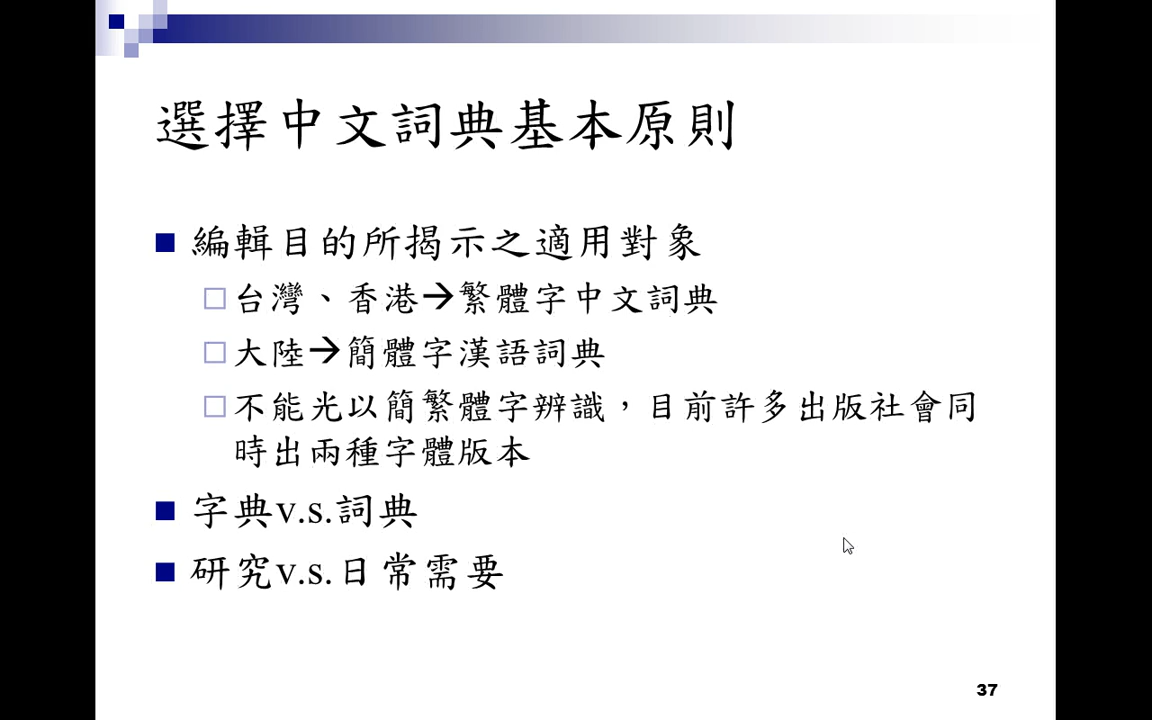 選擇中文詞典基本原則
編輯目的所揭示之適用對象
台灣、香港→繁體字中文詞典
大陸→簡體字漢語詞典
不能光以簡繁體字辨識，目前許多出版社會同
時出兩種字體版本
字典v.s.詞典
研究v.s.日常需要
37